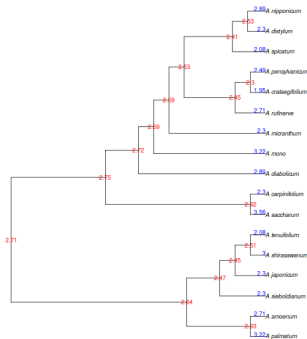 2.89 A nipponicum
2.63
2.3 A distylum
2.41
2.08 A spicatum
2.53
2.49 A pensylvanicum
2.3
1.95 A crataegifolium
2.45
2.71 A rufinerve
2.59
2.3 A micranthum
2.69
3.22 A mono
2.72
2.89 A diabolicum
2.75
2.3 A carpinifolium
2.92
3.56 A saccharum
2.71
2.08 A tenuifolium
2.51
3 A shirasawanum
2.45
2.3 A japonicum
2.47
2.3 A sieboldianum
2.64
2.71 A amoenum
2.93
3.22 A palmatum